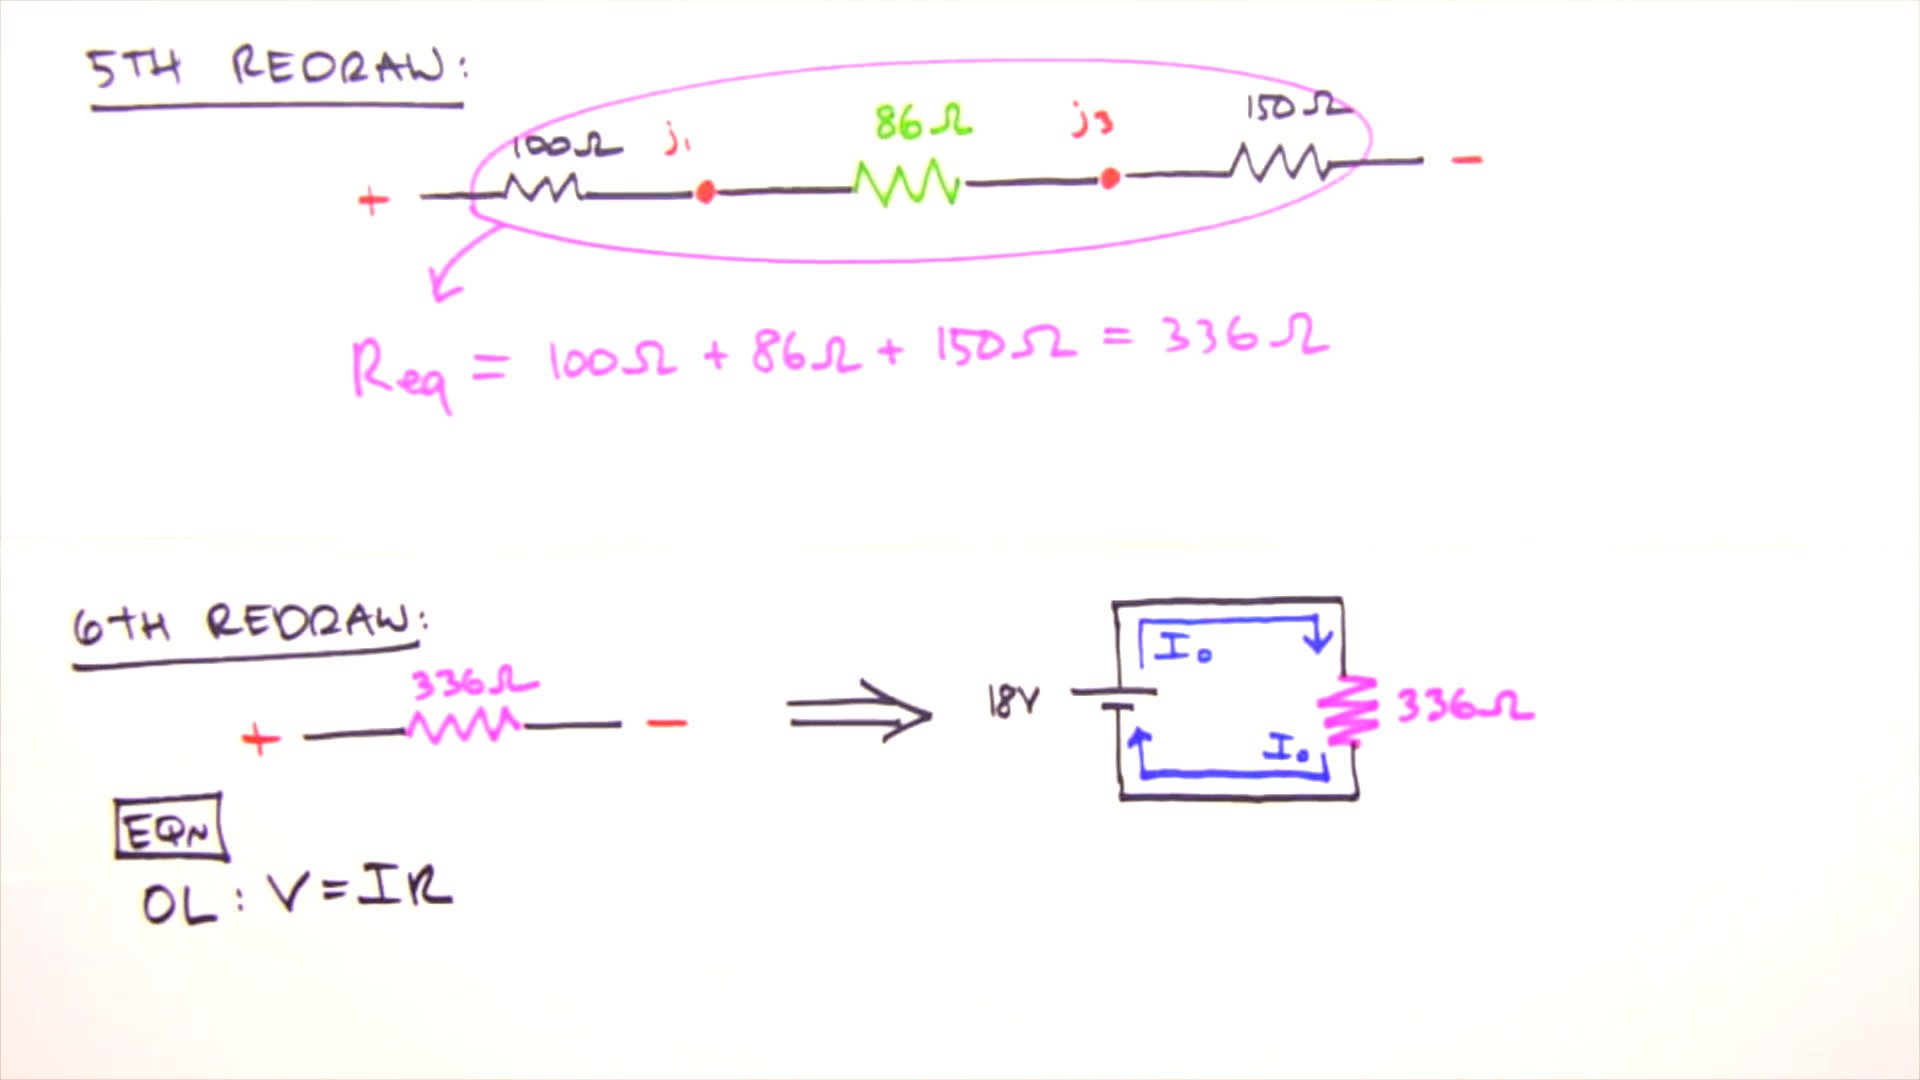 5TH REDRAW:
100Ω j₁ 86Ω j3 150Ω
+ −
Req = 100Ω + 86Ω + 150Ω = 336Ω
6TH REDRAW:
336Ω
+ −
18V I₀ I₀ 336Ω
EQN
OL: V=IR